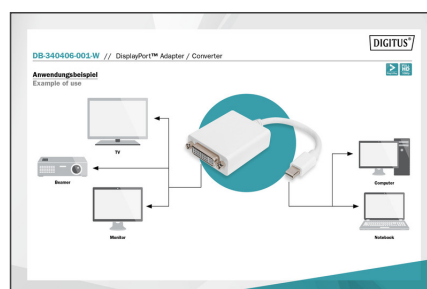 DIGITUS®
DB-340406-001-W // DisplayPort™ Adapter / Converter
Anwendungsbeispiel
Example of use
TV
Beamer
Monitor
Computer
Notebook